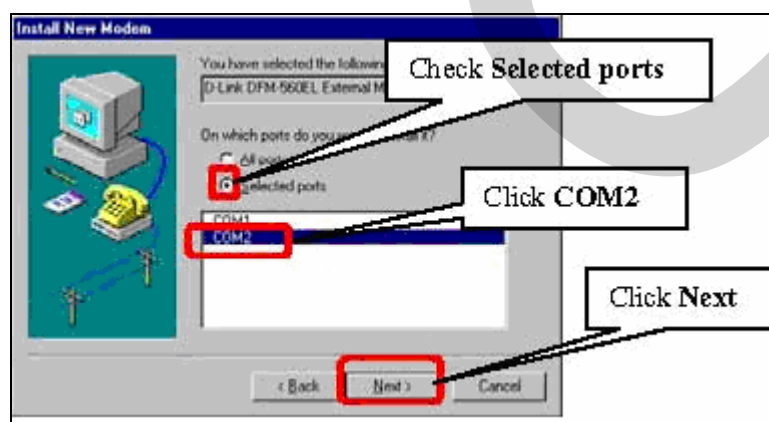 Install New Modem
You have selected the following
D-Link DFM-560EL External M
Check Selected ports
On which ports do you
it?
All
Selected ports
COM1
COM2
Click COM2
Click Next
< Back
Next >
Cancel